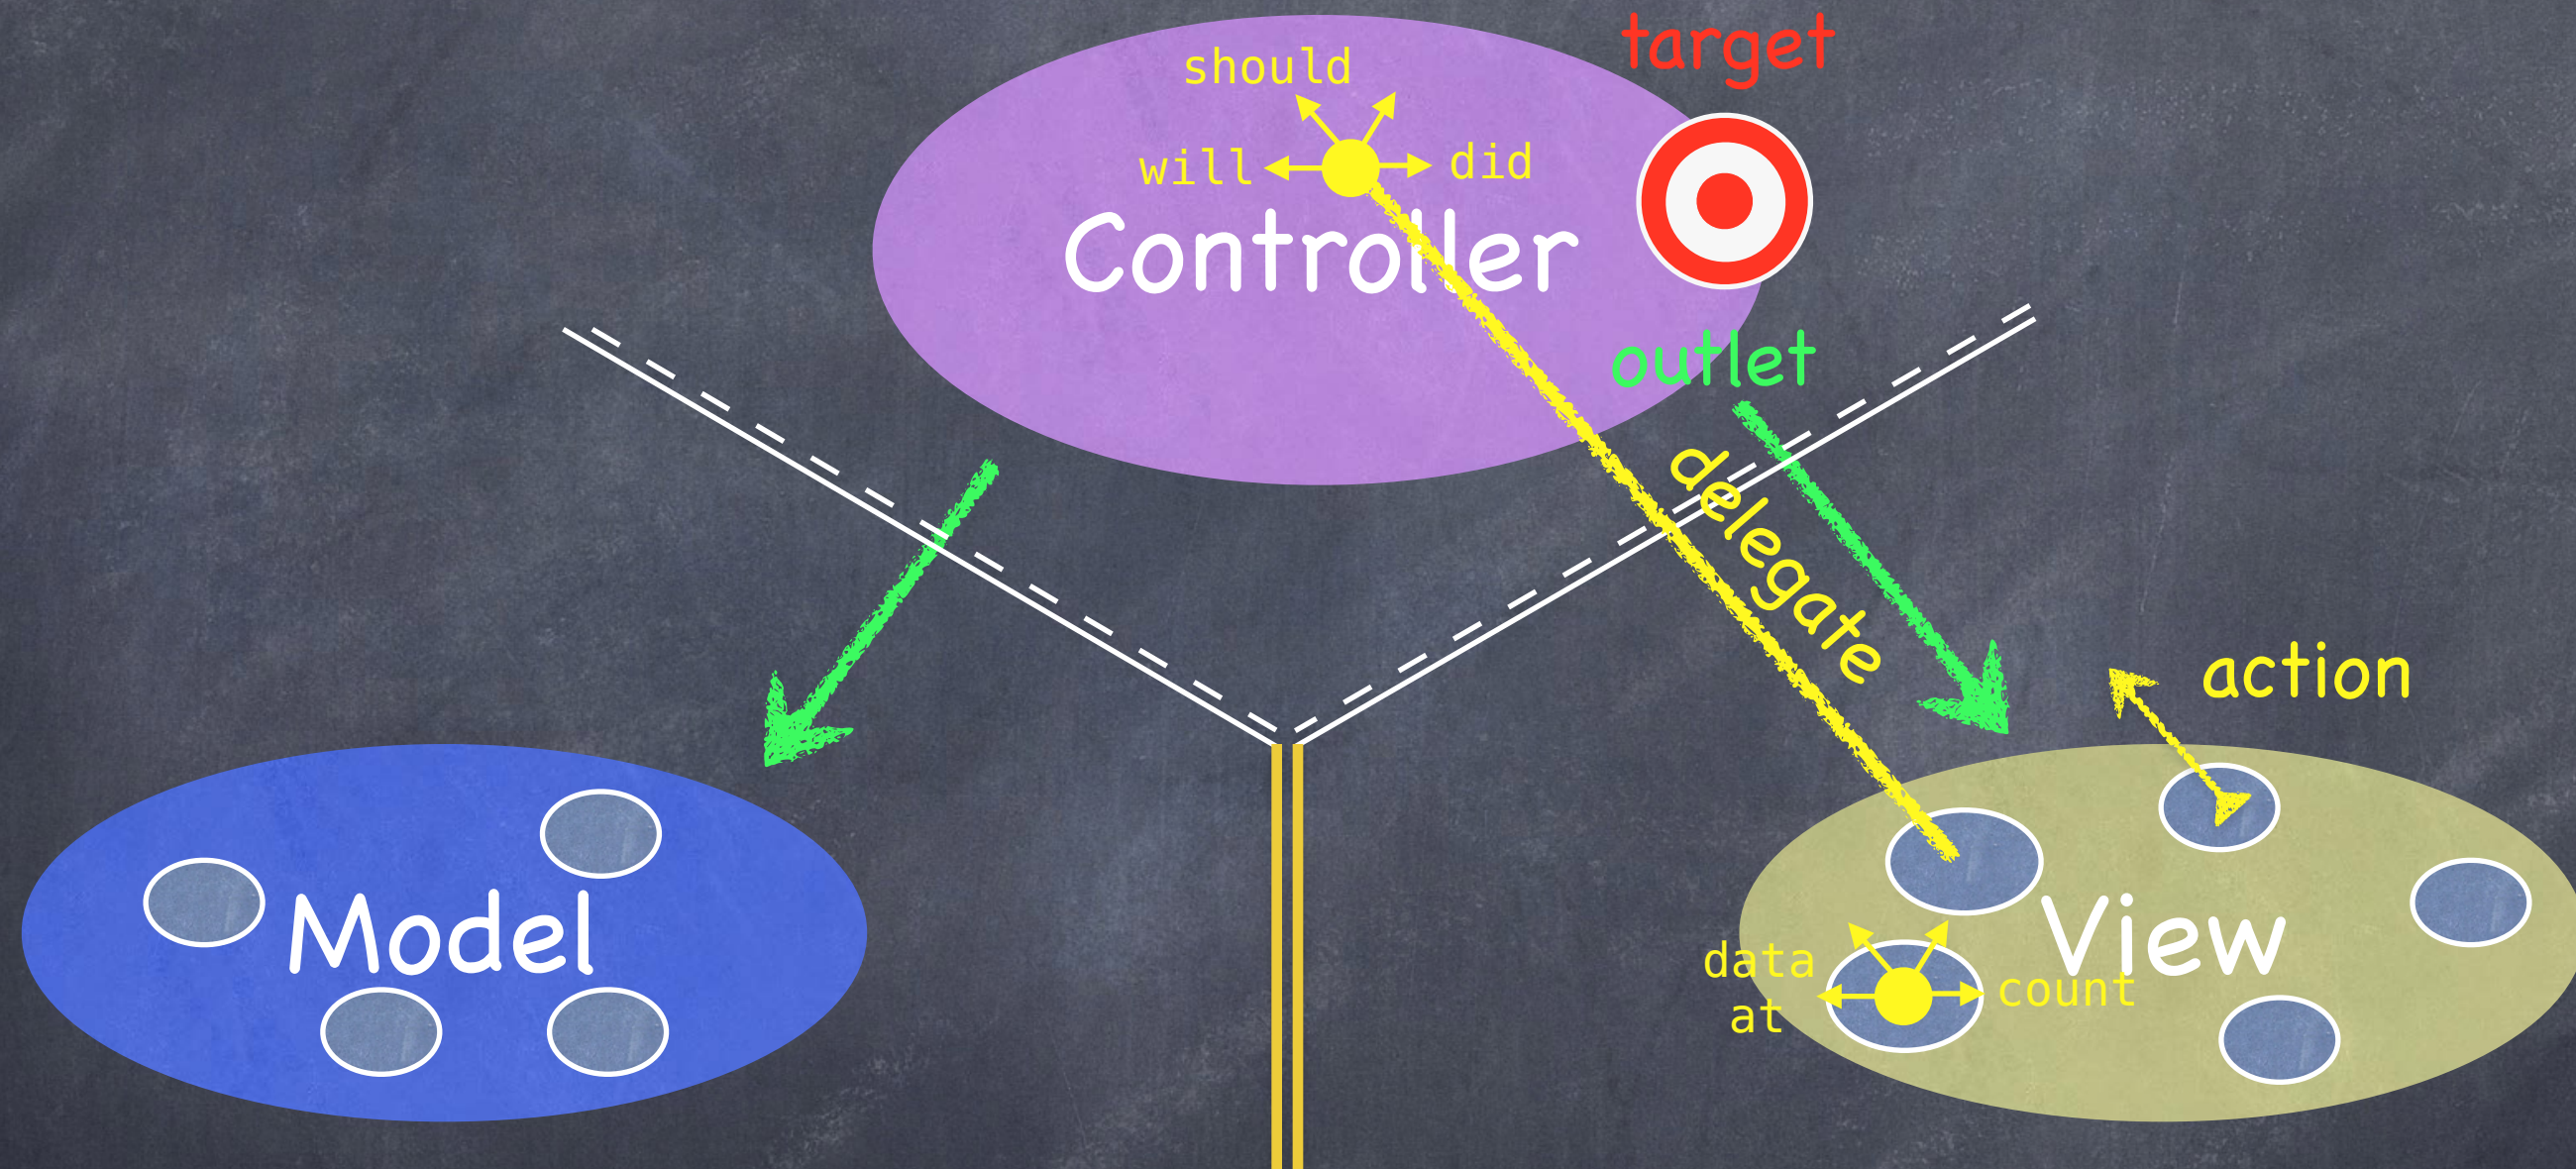 target
should
will
did
Controller
outlet
delegate
action
Model
View
data
at
count